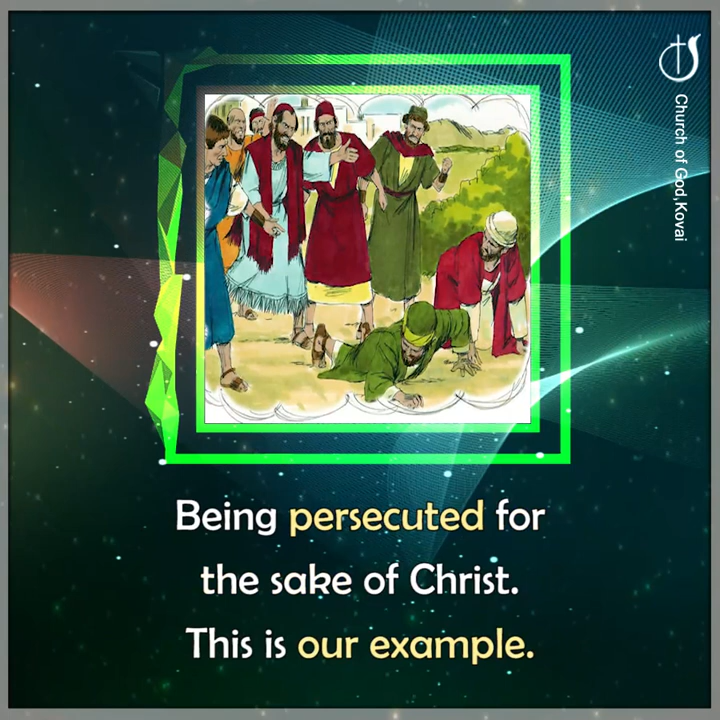 Church of God,Kovai
Being persecuted for
the sake of Christ.
This is our example.